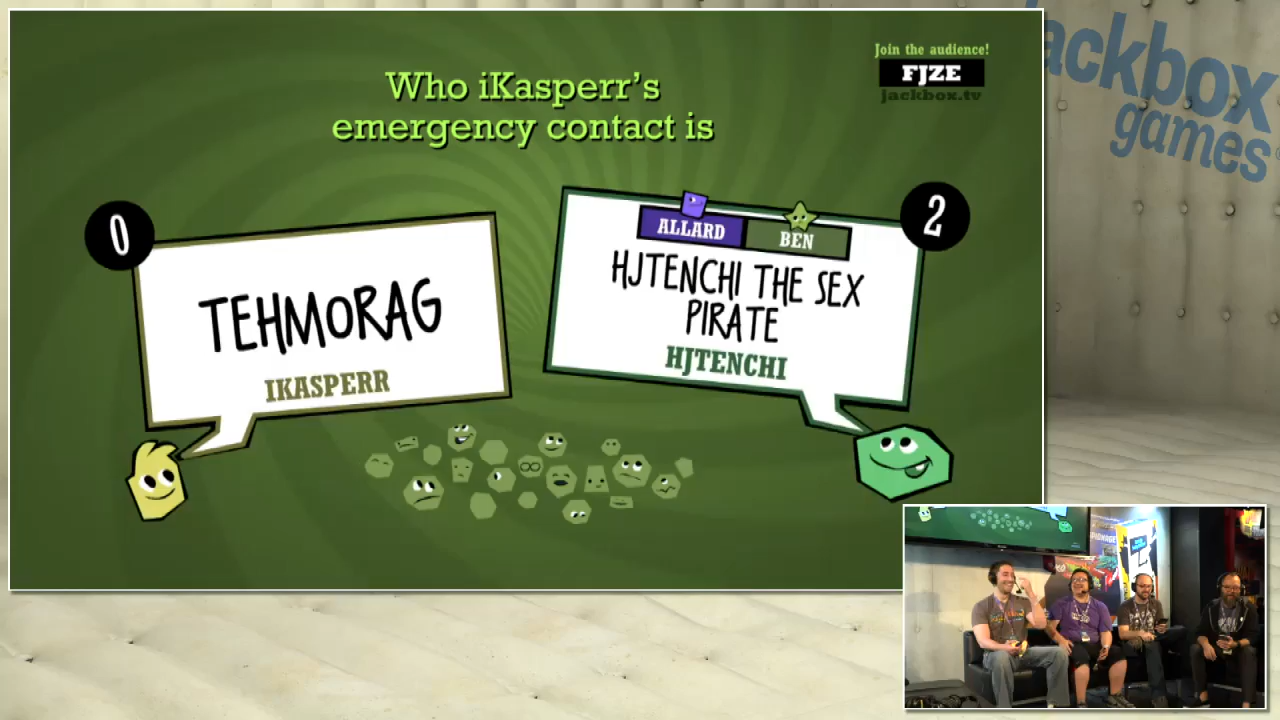 Join the audience!
FJZE
jackbox.tv
Who iKasperr's
emergency contact is
jackbox
games
0
TEHMORAG
IKASPERR
2
ALLARD
BEN
HJTENCHI THE SEX
PIRATE
HJTENCHI